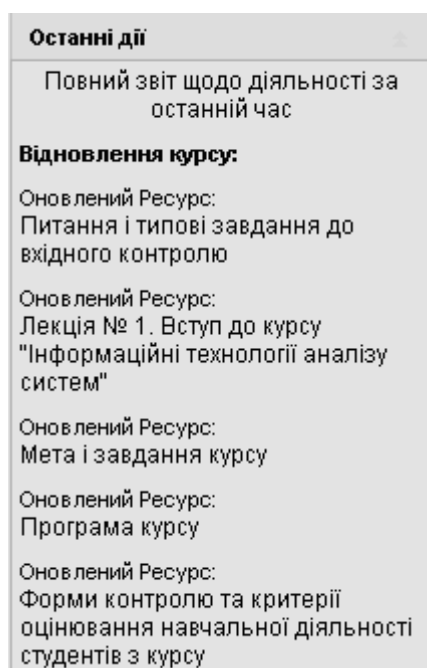 Останні дії
Повний звіт щодо діяльності за
останній час
Відновлення курсу:
Оновлений Ресурс:
Питання і типові завдання до
вхідного контролю
Оновлений Ресурс:
Лекція № 1. Вступ до курсу
"Інформаційні технології аналізу
систем"
Оновлений Ресурс:
Мета і завдання курсу
Оновлений Ресурс:
Програма курсу
Оновлений Ресурс:
Форми контролю та критерії
оцінювання навчальної діяльності
студентів з курсу